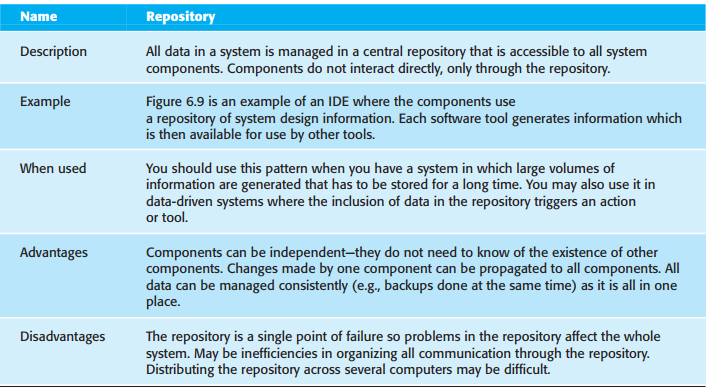 Name Repository
Description All data in a system is managed in a central repository that is accessible to all system
components. Components do not interact directly, only through the repository.
Example Figure 6.9 is an example of an IDE where the components use
a repository of system design information. Each software tool generates information which
is then available for use by other tools.
When used You should use this pattern when you have a system in which large volumes of
information are generated that has to be stored for a long time. You may also use it in
data-driven systems where the inclusion of data in the repository triggers an action
or tool.
Advantages Components can be independent—they do not need to know of the existence of other
components. Changes made by one component can be propagated to all components. All
data can be managed consistently (e.g., backups done at the same time) as it is all in one
place.
Disadvantages The repository is a single point of failure so problems in the repository affect the whole
system. May be inefficiencies in organizing all communication through the repository.
Distributing the repository across several computers may be difficult.